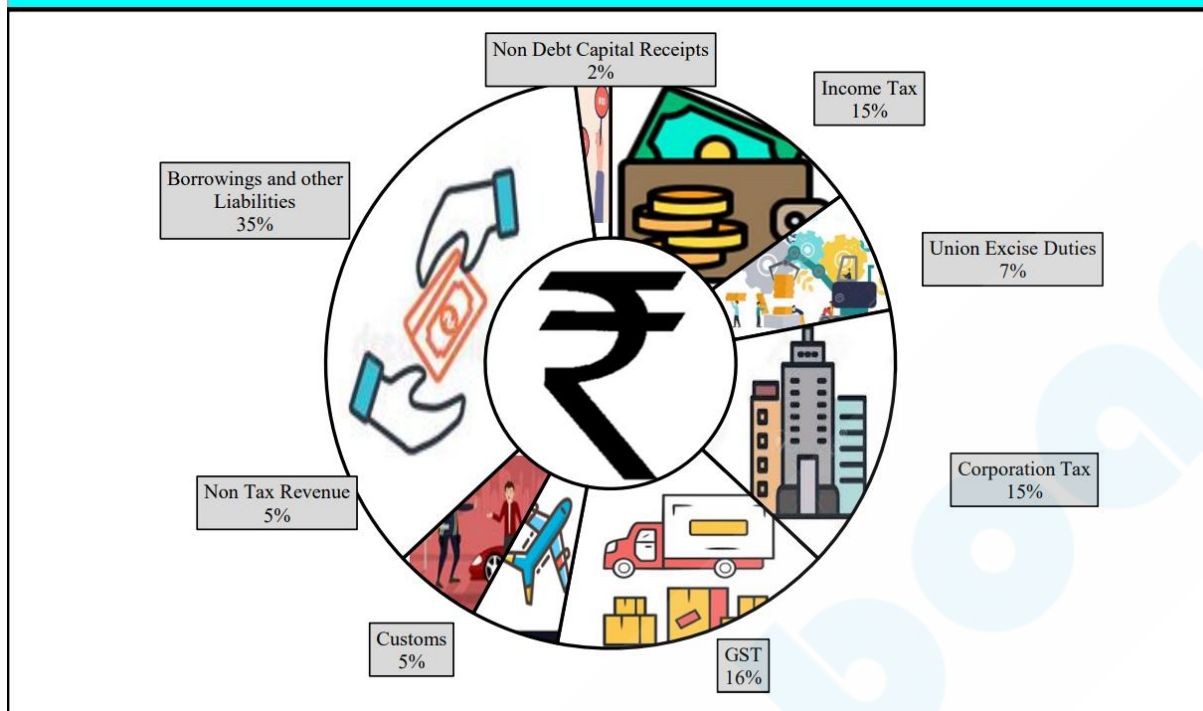 Non Debt Capital Receipts
2%
Income Tax
15%
Union Excise Duties
7%
Corporation Tax
15%
GST
16%
Customs
5%
Non Tax Revenue
5%
Borrowings and other
Liabilities
35%
₹